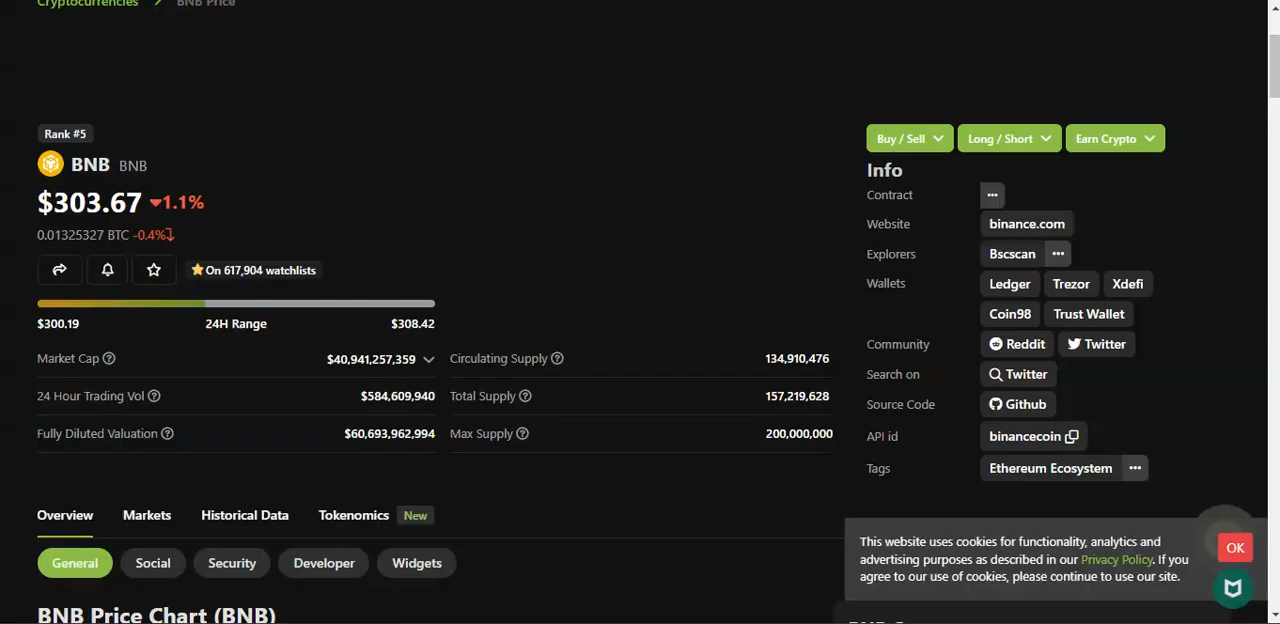 Cryptocurrencies > BNB Price
Rank #5
BNB BNB
$303.67 1.1%
0.01325327 BTC -0.4%
On 617,904 watchlists
$300.19 24H Range $308.42
Market Cap $40,941,257,359
24 Hour Trading Vol $584,609,940
Fully Diluted Valuation $60,693,962,994
Circulating Supply 134,910,476
Total Supply 157,219,628
Max Supply 200,000,000
Buy / Sell Long / Short Earn Crypto
Info
Contract
Website binance.com
Explorers Bscscan
Wallets Ledger Trezor Xdefi
Coin98 Trust Wallet
Community Reddit Twitter
Search on Twitter
Source Code Github
API id binancecoin
Tags Ethereum Ecosystem
Overview Markets Historical Data Tokenomics New
General Social Security Developer Widgets
BNB Price Chart (BNB)
This website uses cookies for functionality, analytics and
advertising purposes as described in our Privacy Policy. If you
agree to our use of cookies, please continue to use our site.
OK